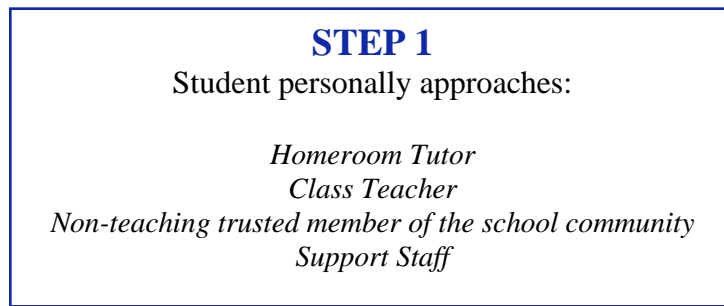 STEP 1
Student personally approaches:
Homeroom Tutor
Class Teacher
Non-teaching trusted member of the school community
Support Staff